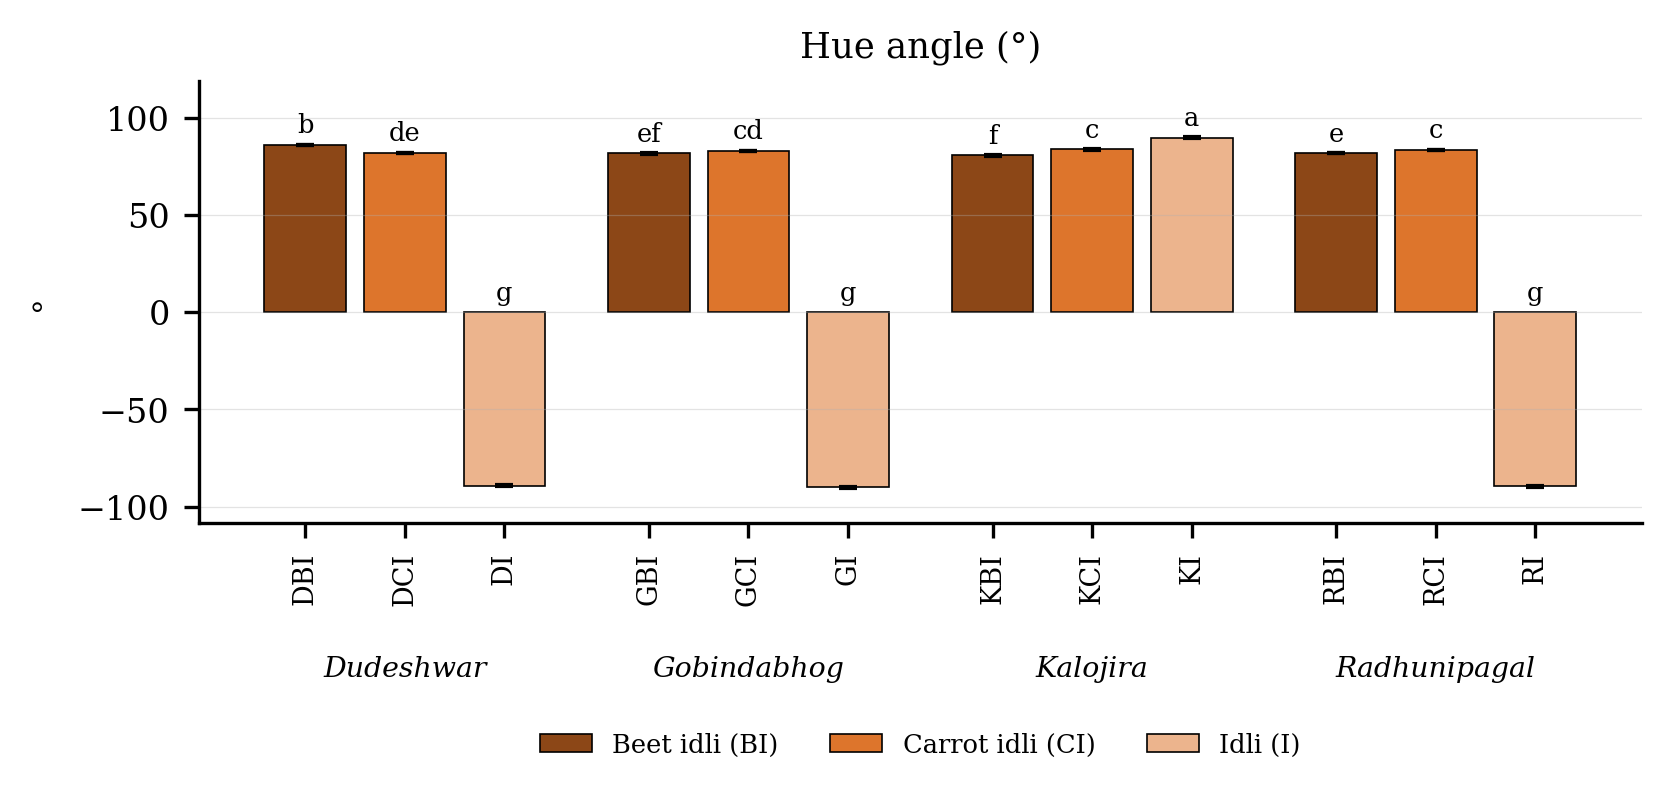 Hue angle (°)
°
100
50
0
−50
−100
b de g ef cd g f c a e c g
DBI DCI DI GBI GCI GI KBI KCI KI RBI RCI RI
Dudeshwar Gobindabhog Kalojira Radhunipagal
Beet idli (BI) Carrot idli (CI) Idli (I)